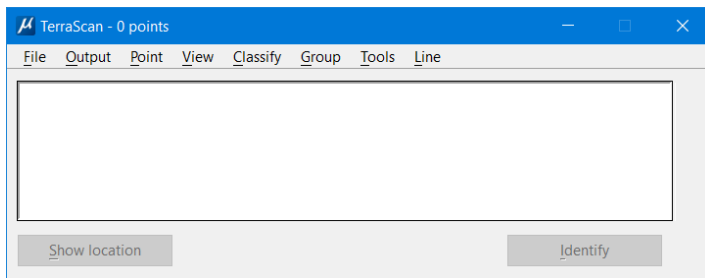 TerraScan - 0 points
File Output Point View Classify Group Tools Line
Show location Identify